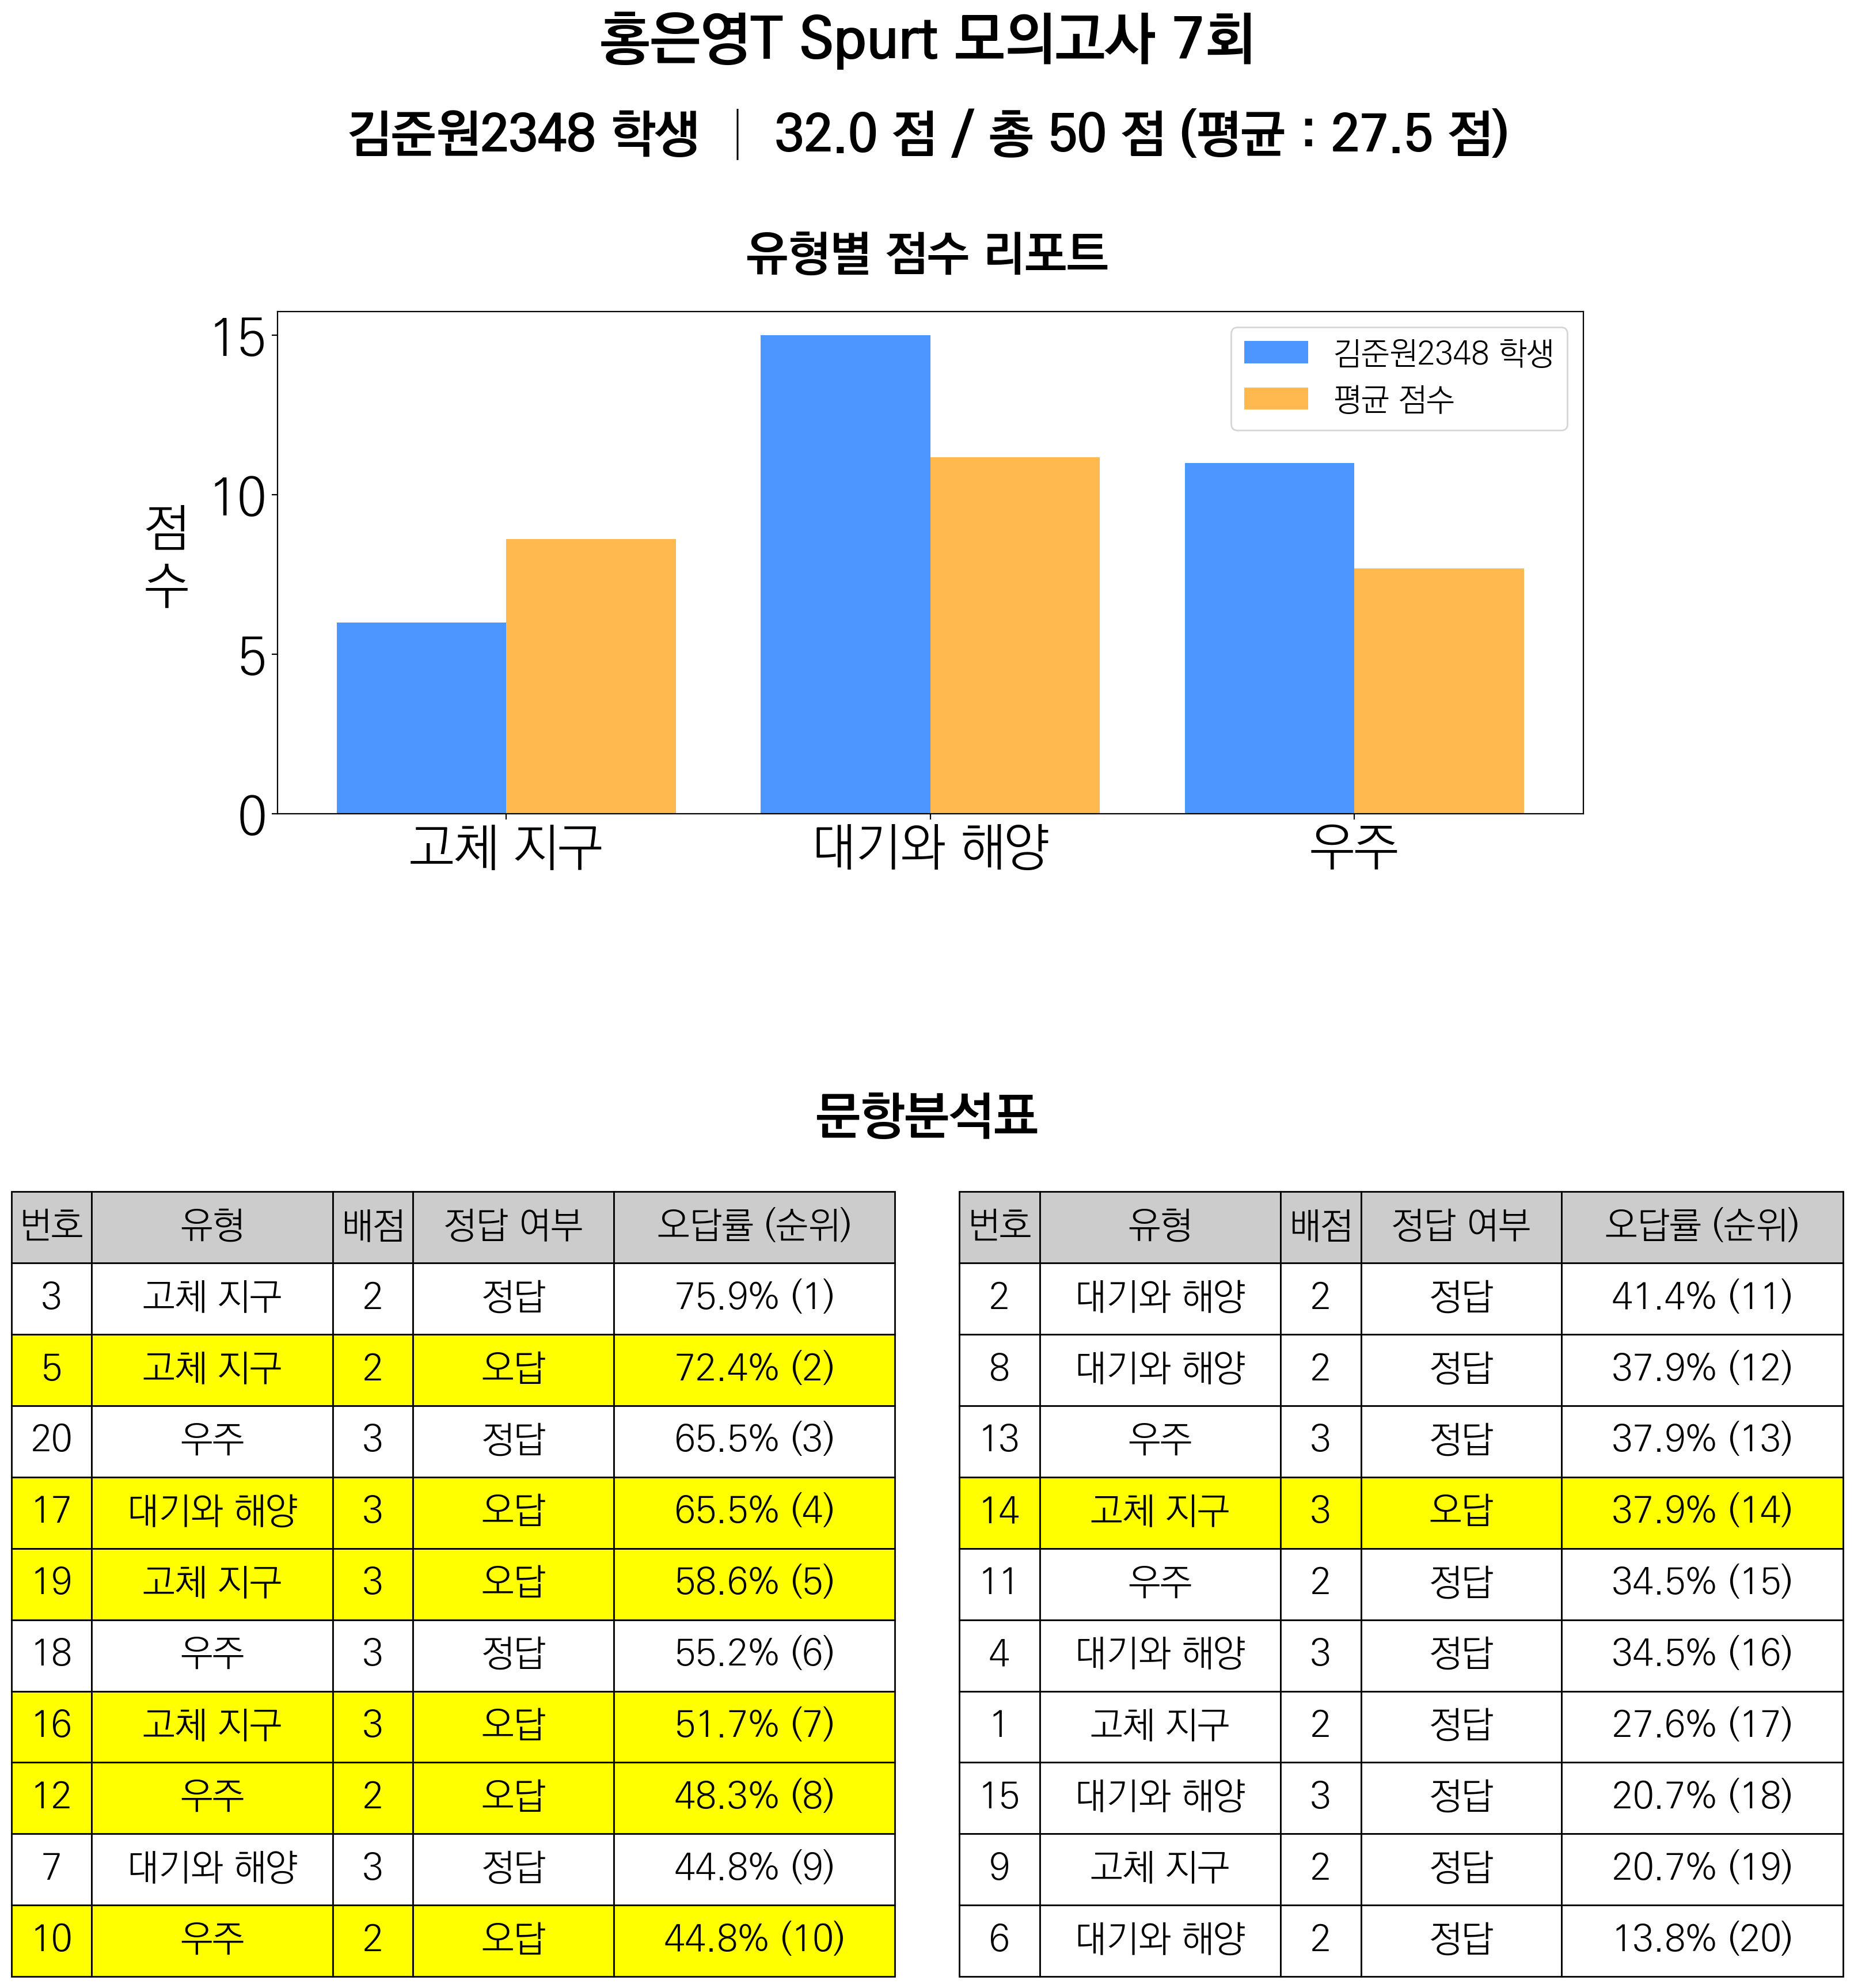 홍은영T Spurt 모의고사 7회
김준원2348 학생 | 32.0 점 / 총 50 점 (평균 : 27.5 점)
유형별 점수 리포트
김준원2348 학생
평균 점수
점
수
15
10
5
0
고체 지구 대기와 해양 우주
문항분석표
번호 유형 배점 정답 여부 오답률 (순위)
3 고체 지구 2 정답 75.9% (1)
5 고체 지구 2 오답 72.4% (2)
20 우주 3 정답 65.5% (3)
17 대기와 해양 3 오답 65.5% (4)
19 고체 지구 3 오답 58.6% (5)
18 우주 3 정답 55.2% (6)
16 고체 지구 3 오답 51.7% (7)
12 우주 2 오답 48.3% (8)
7 대기와 해양 3 정답 44.8% (9)
10 우주 2 오답 44.8% (10)
번호 유형 배점 정답 여부 오답률 (순위)
2 대기와 해양 2 정답 41.4% (11)
8 대기와 해양 2 정답 37.9% (12)
13 우주 3 정답 37.9% (13)
14 고체 지구 3 오답 37.9% (14)
11 우주 2 정답 34.5% (15)
4 대기와 해양 3 정답 34.5% (16)
1 고체 지구 2 정답 27.6% (17)
15 대기와 해양 3 정답 20.7% (18)
9 고체 지구 2 정답 20.7% (19)
6 대기와 해양 2 정답 13.8% (20)